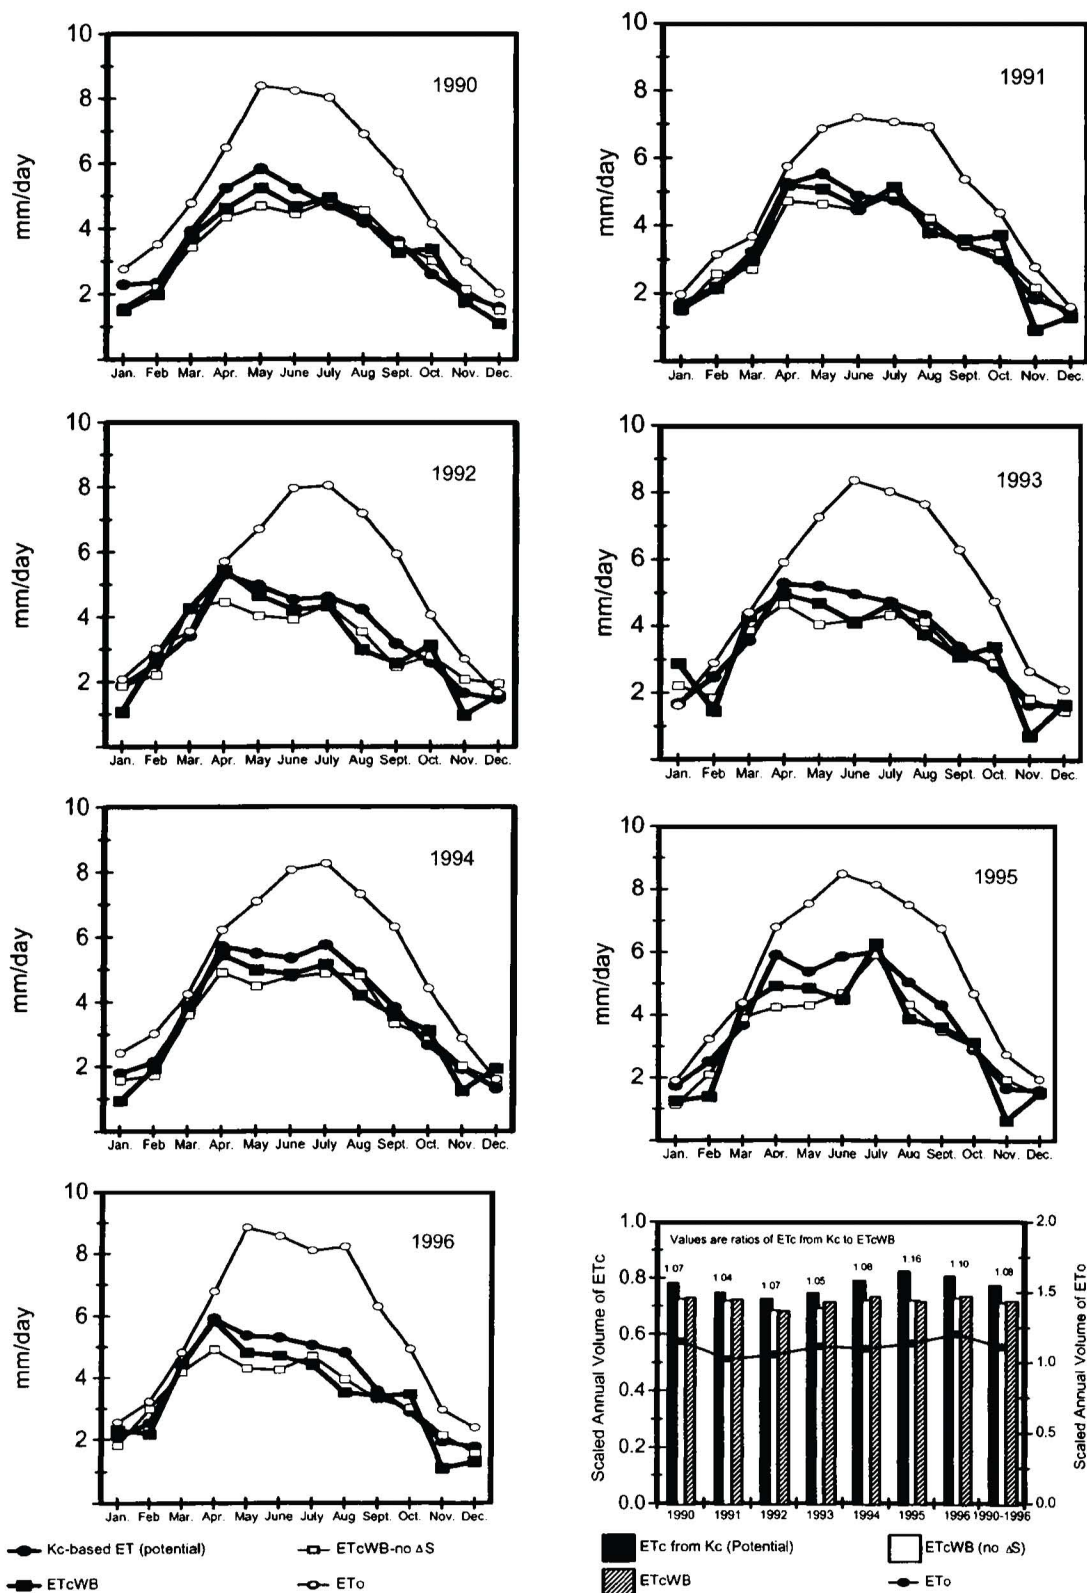 10
8
6
4
2
mm/day
1990
Jan. Feb Mar. Apr. May June July Aug Sept. Oct. Nov. Dec.
10
8
6
4
2
mm/day
1991
Jan. Feb Mar. Apr. May June July Aug Sept. Oct. Nov. Dec.
10
8
6
4
2
mm/day
1992
Jan. Feb Mar. Apr. May June July Aug Sept. Oct. Nov. Dec.
10
8
6
4
2
mm/day
1993
Jan. Feb Mar. Apr. May June July Aug Sept. Oct. Nov. Dec.
10
8
6
4
2
mm/day
1994
Jan. Feb Mar. Apr. May June July Aug Sept. Oct. Nov. Dec.
10
8
6
4
2
mm/day
1995
Jan. Feb Mar Apr. May June July Aug Sept. Oct. Nov. Dec.
10
8
6
4
2
mm/day
1996
Jan. Feb. Mar. Apr. May June July Aug. Sept. Oct. Nov. Dec.
Kc-based ET (potential)
ETcWB-no ΔS
ETcWB
ETo
1.0
0.8
0.6
0.4
0.2
0.0
Scaled Annual Volume of ETc
Values are ratios of ETc from Kc to ETcWB
1.07 1.04 1.07 1.05 1.08 1.16 1.10 1.08
2.0
1.5
1.0
0.5
0.0
Scaled Annual Volume of ETo
1990 1991 1992 1993 1994 1995 1996 1990-1996
ETc from Kc (Potential)
ETcWB (no ΔS)
ETcWB
ETo